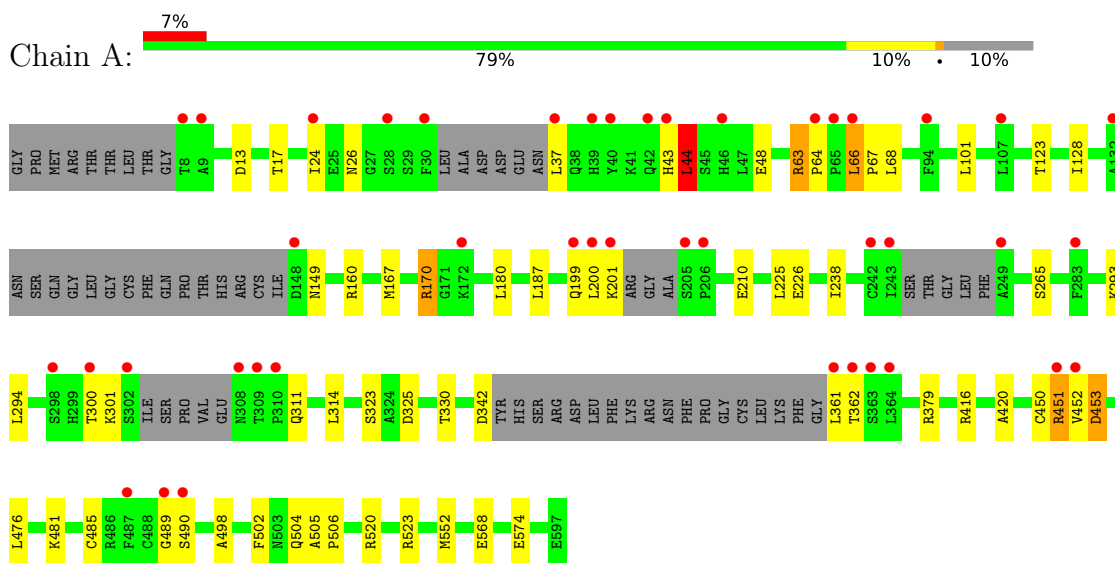 7%
Chain A:
79% 10% • 10%
GLY PRO MET ARG THR THR LEU THR GLY T8 A9 D13 T17 I24 E25 N26 G27 S28 S29 F30 LEU ALA ASP ASP GLU ASN L37 Q38 H39 Y40 K41 Q42 H43 L44 S45 H46 L47 E48 R63 P64 P65 L66 P67 L68 F94 L101 L107 T123 I128 A132
ASN SER GLN GLY LEU GLY CYS PHE GLN PRO THR HIS ARG CYS ILE D148 N149 R160 M167 R170 G171 K172 L180 L187 Q199 L200 K201 ARG GLY ALA S205 P206 E210 L225 E226 I238 C242 I243 SER THR GLY LEU PHE A249 S265 F283 K293
L294 S298 H299 T300 K301 S302 ILE SER PRO VAL GLU N308 T309 P310 Q311 L314 S323 A324 D325 T330 D342 TYR HIS SER ARG ASP LEU PHE LYS ARG ASN PHE PRO GLY CYS LEU LYS PHE GLY L361 T362 S363 L364 R379 R416 A420 C450 R451 V452 D453
L476 K481 C485 R486 F487 C488 G489 S490 A498 F502 N503 Q504 A505 P506 R520 R523 M552 E568 E574 E597